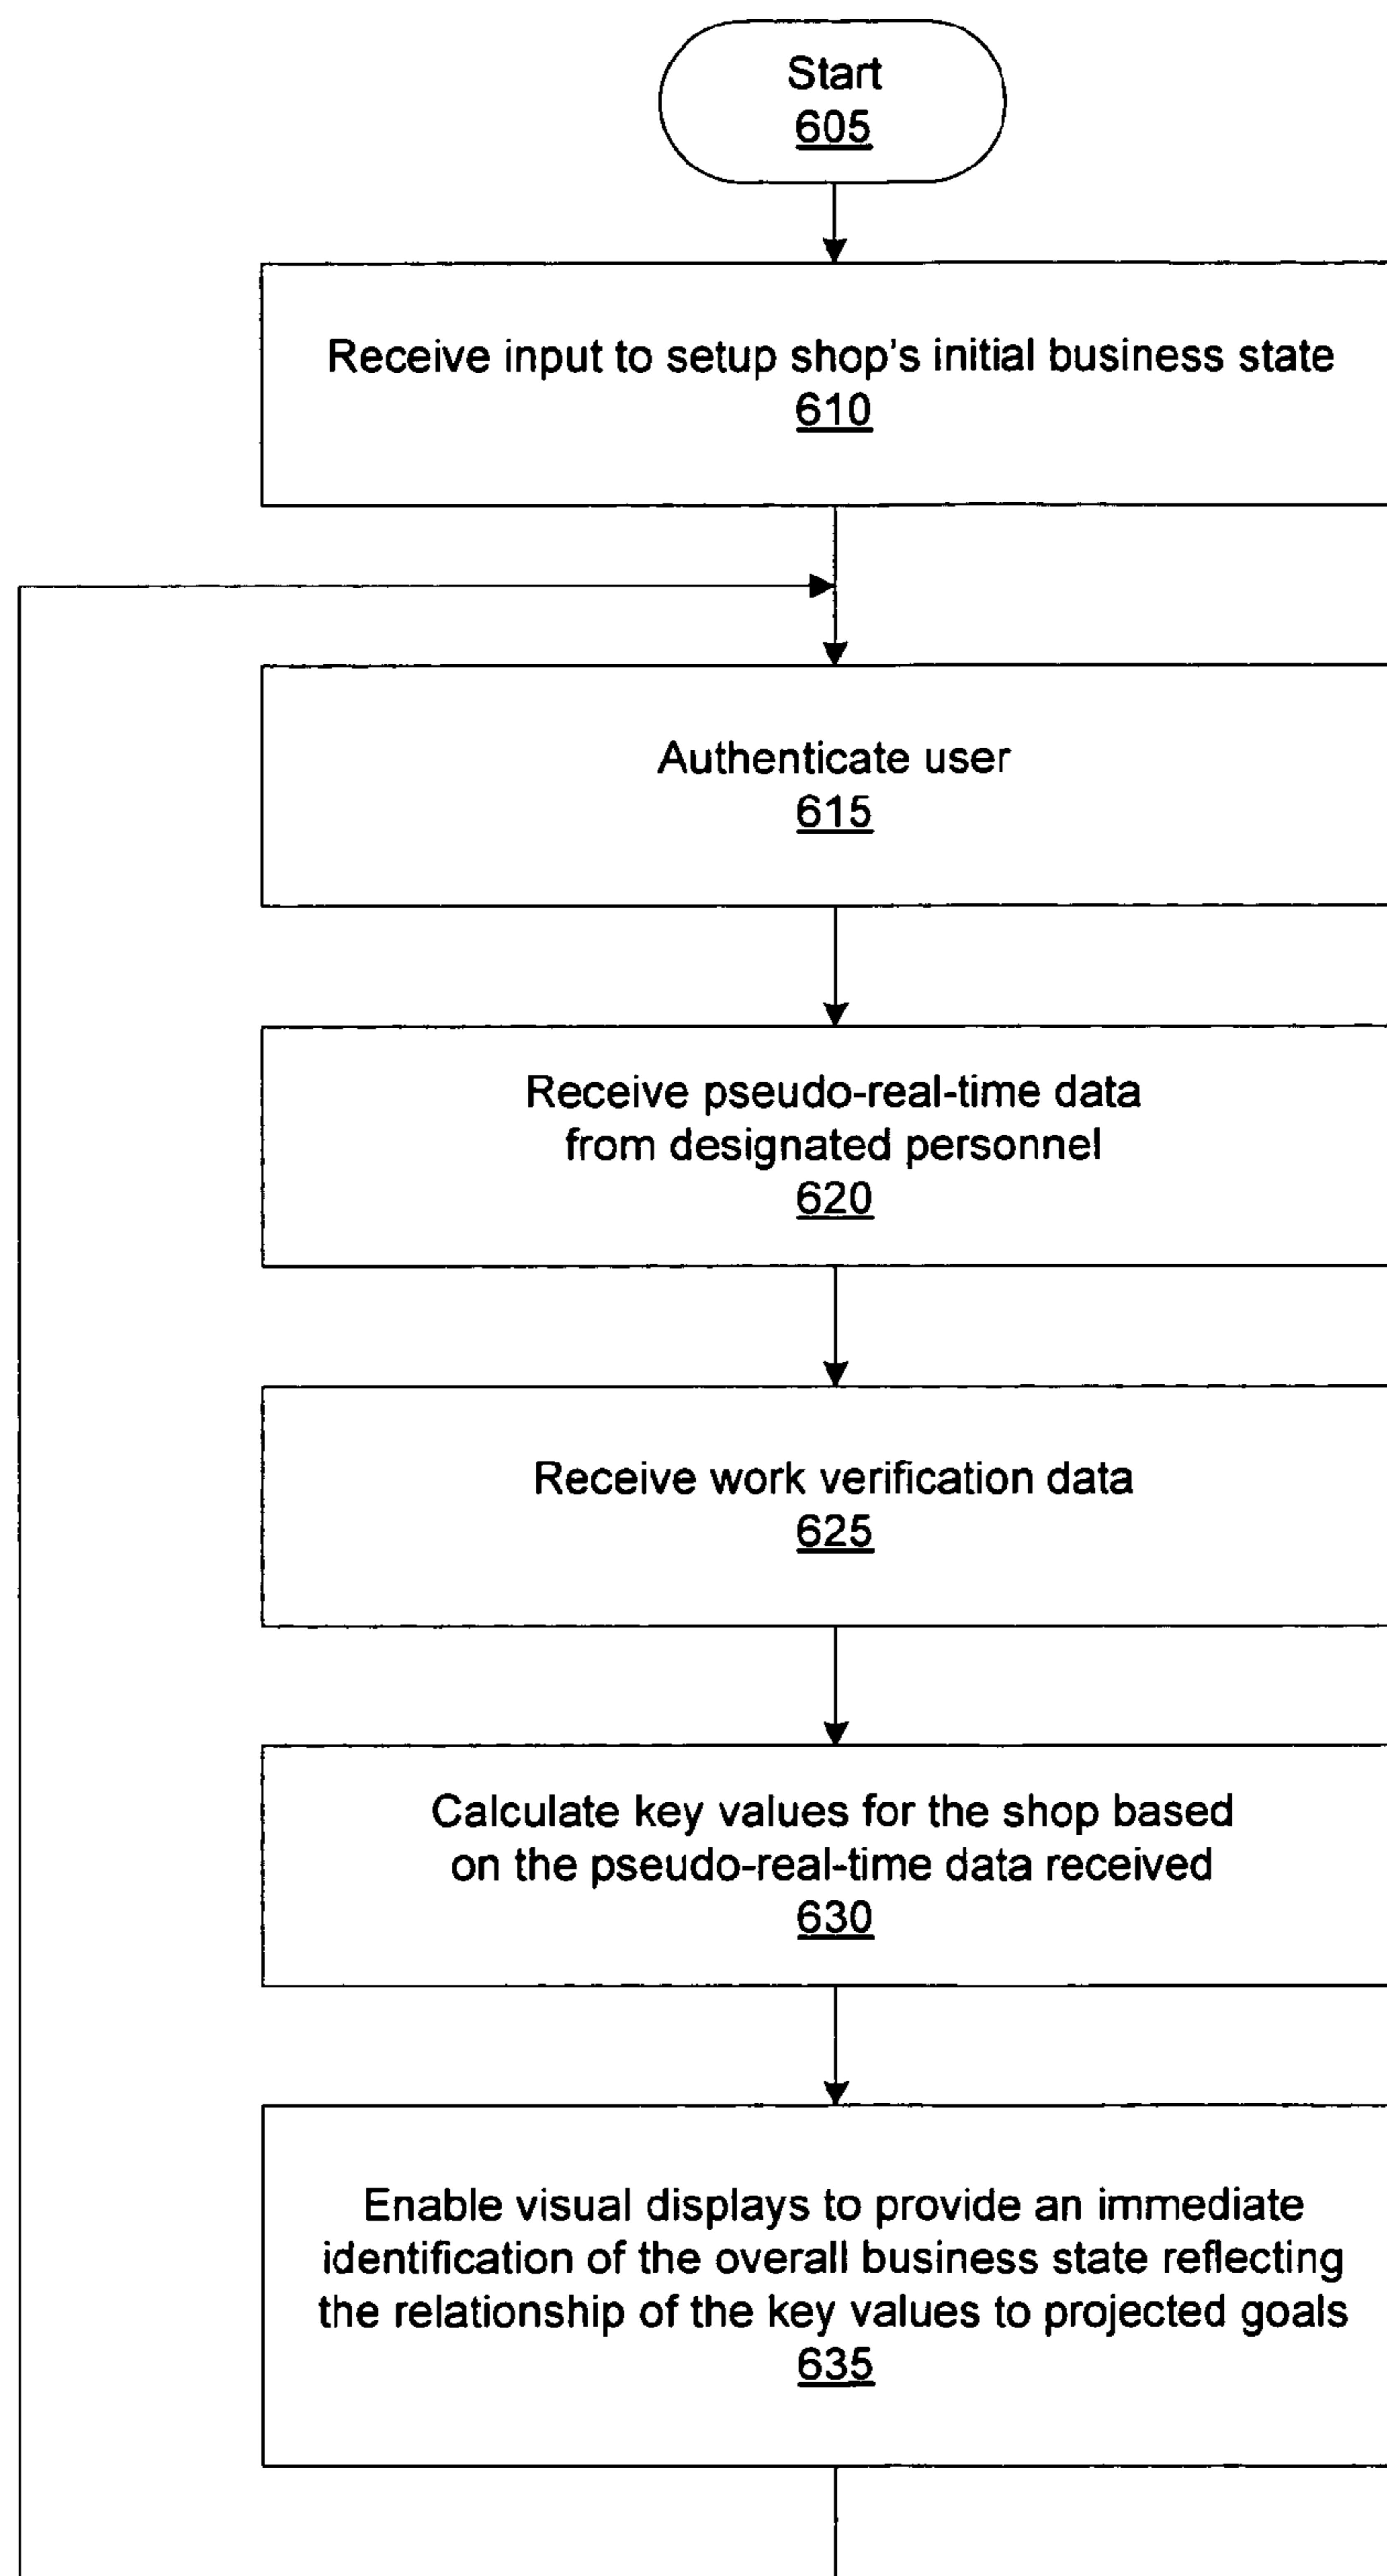 Start
605
Receive input to setup shop's initial business state
610
Authenticate user
615
Receive pseudo-real-time data
from designated personnel
620
Receive work verification data
625
Calculate key values for the shop based
on the pseudo-real-time data received
630
Enable visual displays to provide an immediate
identification of the overall business state reflecting
the relationship of the key values to projected goals
635